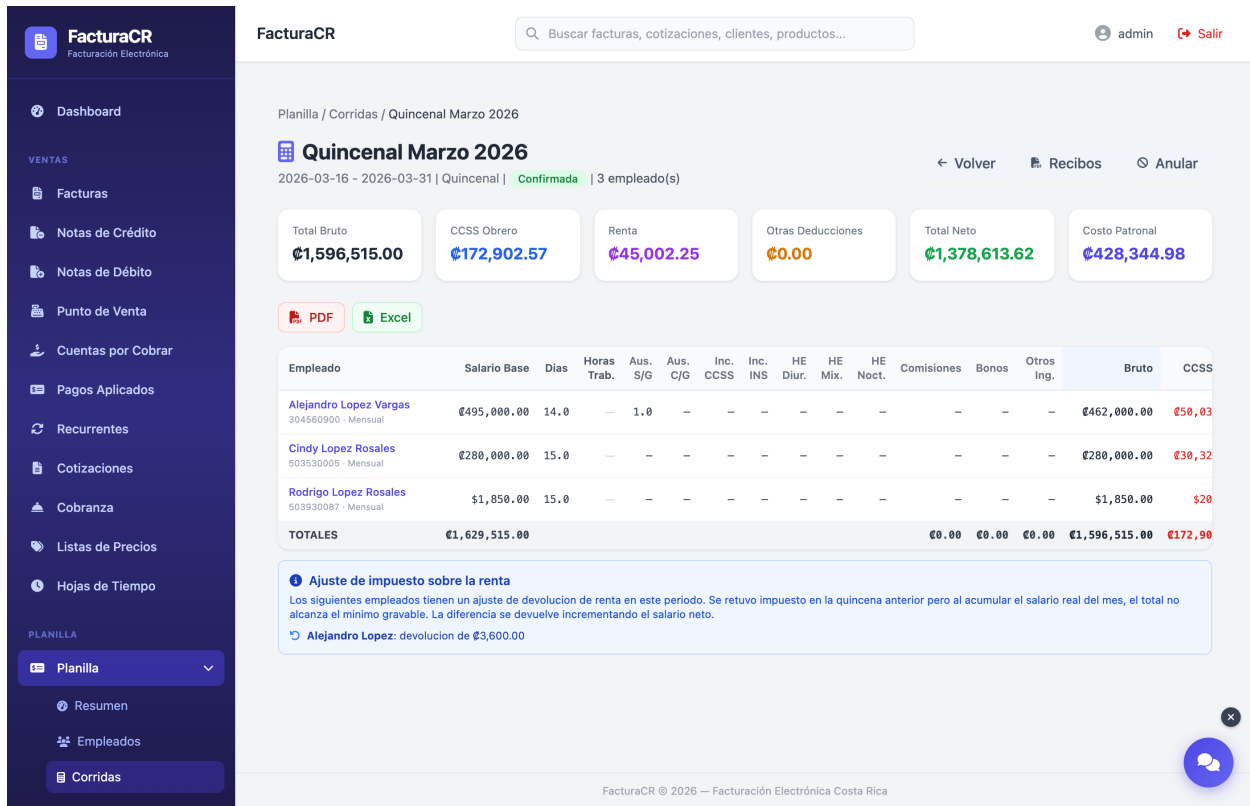 FacturaCR
Facturación Electrónica
Dashboard
VENTAS
Facturas
Notas de Crédito
Notas de Débito
Punto de Venta
Cuentas por Cobrar
Pagos Aplicados
Recurrentes
Cotizaciones
Cobranza
Listas de Precios
Hojas de Tiempo
PLANILLA
Planilla
Resumen
Empleados
Corridas
FacturaCR
Buscar facturas, cotizaciones, clientes, productos...
admin
Salir
Planilla / Corridas / Quincenal Marzo 2026
Quincenal Marzo 2026
2026-03-16 - 2026-03-31 | Quincenal | Confirmada | 3 empleado(s)
Volver
Recibos
Anular
Total Bruto
₡1,596,515.00
CCSS Obrero
₡172,902.57
Renta
₡45,002.25
Otras Deducciones
₡0.00
Total Neto
₡1,378,613.62
Costo Patronal
₡428,344.98
PDF
Excel
Empleado Salario Base Dias Horas Trab. Aus. S/G Aus. C/G Inc. CCSS Inc. INS HE Diur. HE Mix. HE Noct. Comisiones Bonos Otros Ing. Bruto CCSS
Alejandro Lopez Vargas ₡495,000.00 14.0 — 1.0 — — — — — — — — — ₡462,000.00 ₡50,03
304560900 · Mensual
Cindy Lopez Rosales ₡280,000.00 15.0 — — — — — — — — — — — ₡280,000.00 ₡30,32
503530005 · Mensual
Rodrigo Lopez Rosales $1,850.00 15.0 — — — — — — — — — — — $1,850.00 $20
503930087 · Mensual
TOTALES ₡1,629,515.00 ₡0.00 ₡0.00 ₡0.00 ₡1,596,515.00 ₡172,90
Ajuste de impuesto sobre la renta
Los siguientes empleados tienen un ajuste de devolucion de renta en este periodo. Se retuvo impuesto en la quincena anterior pero al acumular el salario real del mes, el total no
alcanza el minimo gravable. La diferencia se devuelve incrementando el salario neto.
Alejandro Lopez: devolucion de ₡3,600.00
FacturaCR © 2026 — Facturación Electrónica Costa Rica